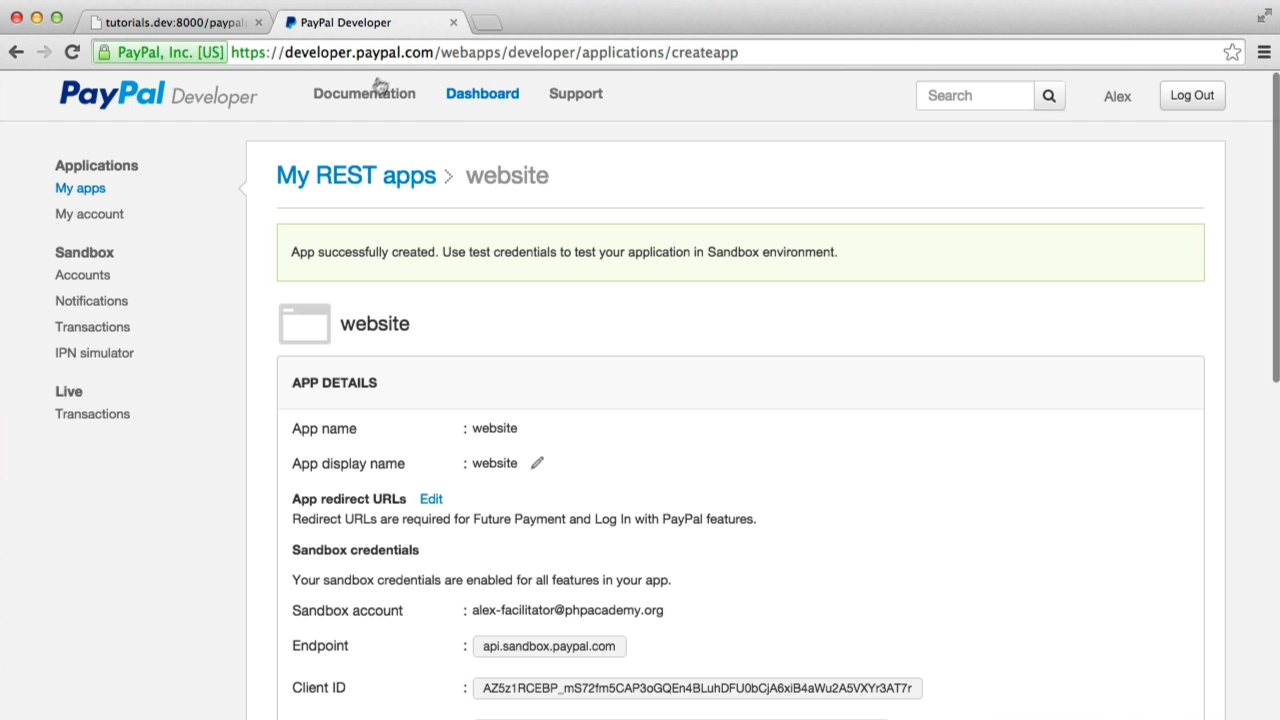 tutorials.dev:8000/paypal
PayPal Developer
PayPal, Inc. [US] https://developer.paypal.com/webapps/developer/applications/createapp
PayPal Developer
Documentation
Dashboard
Support
Search
Alex
Log Out
Applications
My apps
My account
Sandbox
Accounts
Notifications
Transactions
IPN simulator
Live
Transactions
My REST apps > website
App successfully created. Use test credentials to test your application in Sandbox environment.
website
APP DETAILS
App name : website
App display name : website
App redirect URLs Edit
Redirect URLs are required for Future Payment and Log In with PayPal features.
Sandbox credentials
Your sandbox credentials are enabled for all features in your app.
Sandbox account : alex-facilitator@phpacademy.org
Endpoint : api.sandbox.paypal.com
Client ID : AZ5z1RCEBP_mS72fm5CAP3oGQEn4BLuhDFU0bCjA6xiB4aWu2A5VXYr3AT7r